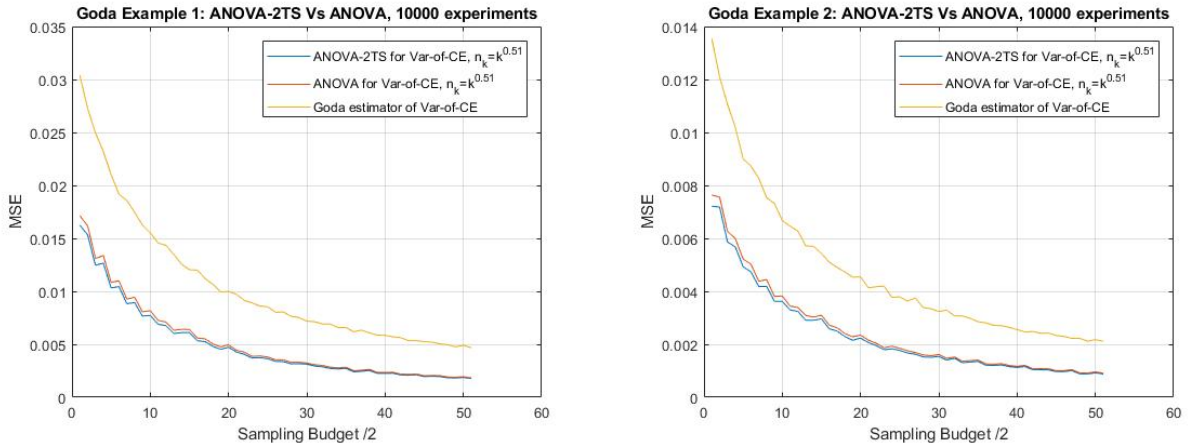 Goda Example 1: ANOVA-2TS Vs ANOVA, 10000 experiments
0.035
0.03
0.025
0.02
0.015
0.01
0.005
0
MSE
ANOVA-2TS for Var-of-CE, n_k=k^0.51
ANOVA for Var-of-CE, n_k=k^0.51
Goda estimator of Var-of-CE
0 10 20 30 40 50 60
Sampling Budget /2
Goda Example 2: ANOVA-2TS Vs ANOVA, 10000 experiments
0.014
0.012
0.01
0.008
0.006
0.004
0.002
0
MSE
ANOVA-2TS for Var-of-CE, n_k=k^0.51
ANOVA for Var-of-CE, n_k=k^0.51
Goda estimator of Var-of-CE
0 10 20 30 40 50 60
Sampling Budget /2